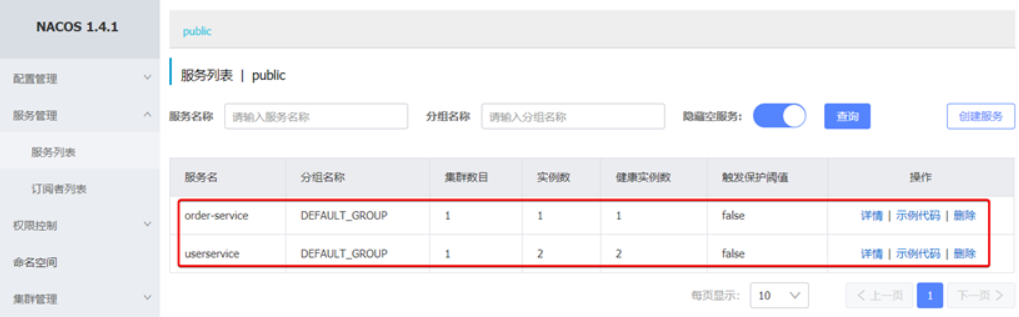 NACOS 1.4.1
配置管理
服务管理
服务列表
订阅者列表
权限控制
命名空间
集群管理
public
服务列表 | public
服务名称 请输入服务名称 分组名称 请输入分组名称 隐藏空服务: 查询 创建服务
服务名 分组名称 集群数目 实例数 健康实例数 触发保护阈值 操作
order-service DEFAULT_GROUP 1 1 1 false 详情 | 示例代码 | 删除
userservice DEFAULT_GROUP 1 2 2 false 详情 | 示例代码 | 删除
每页显示: 10 < 上一页 1 下一页 >